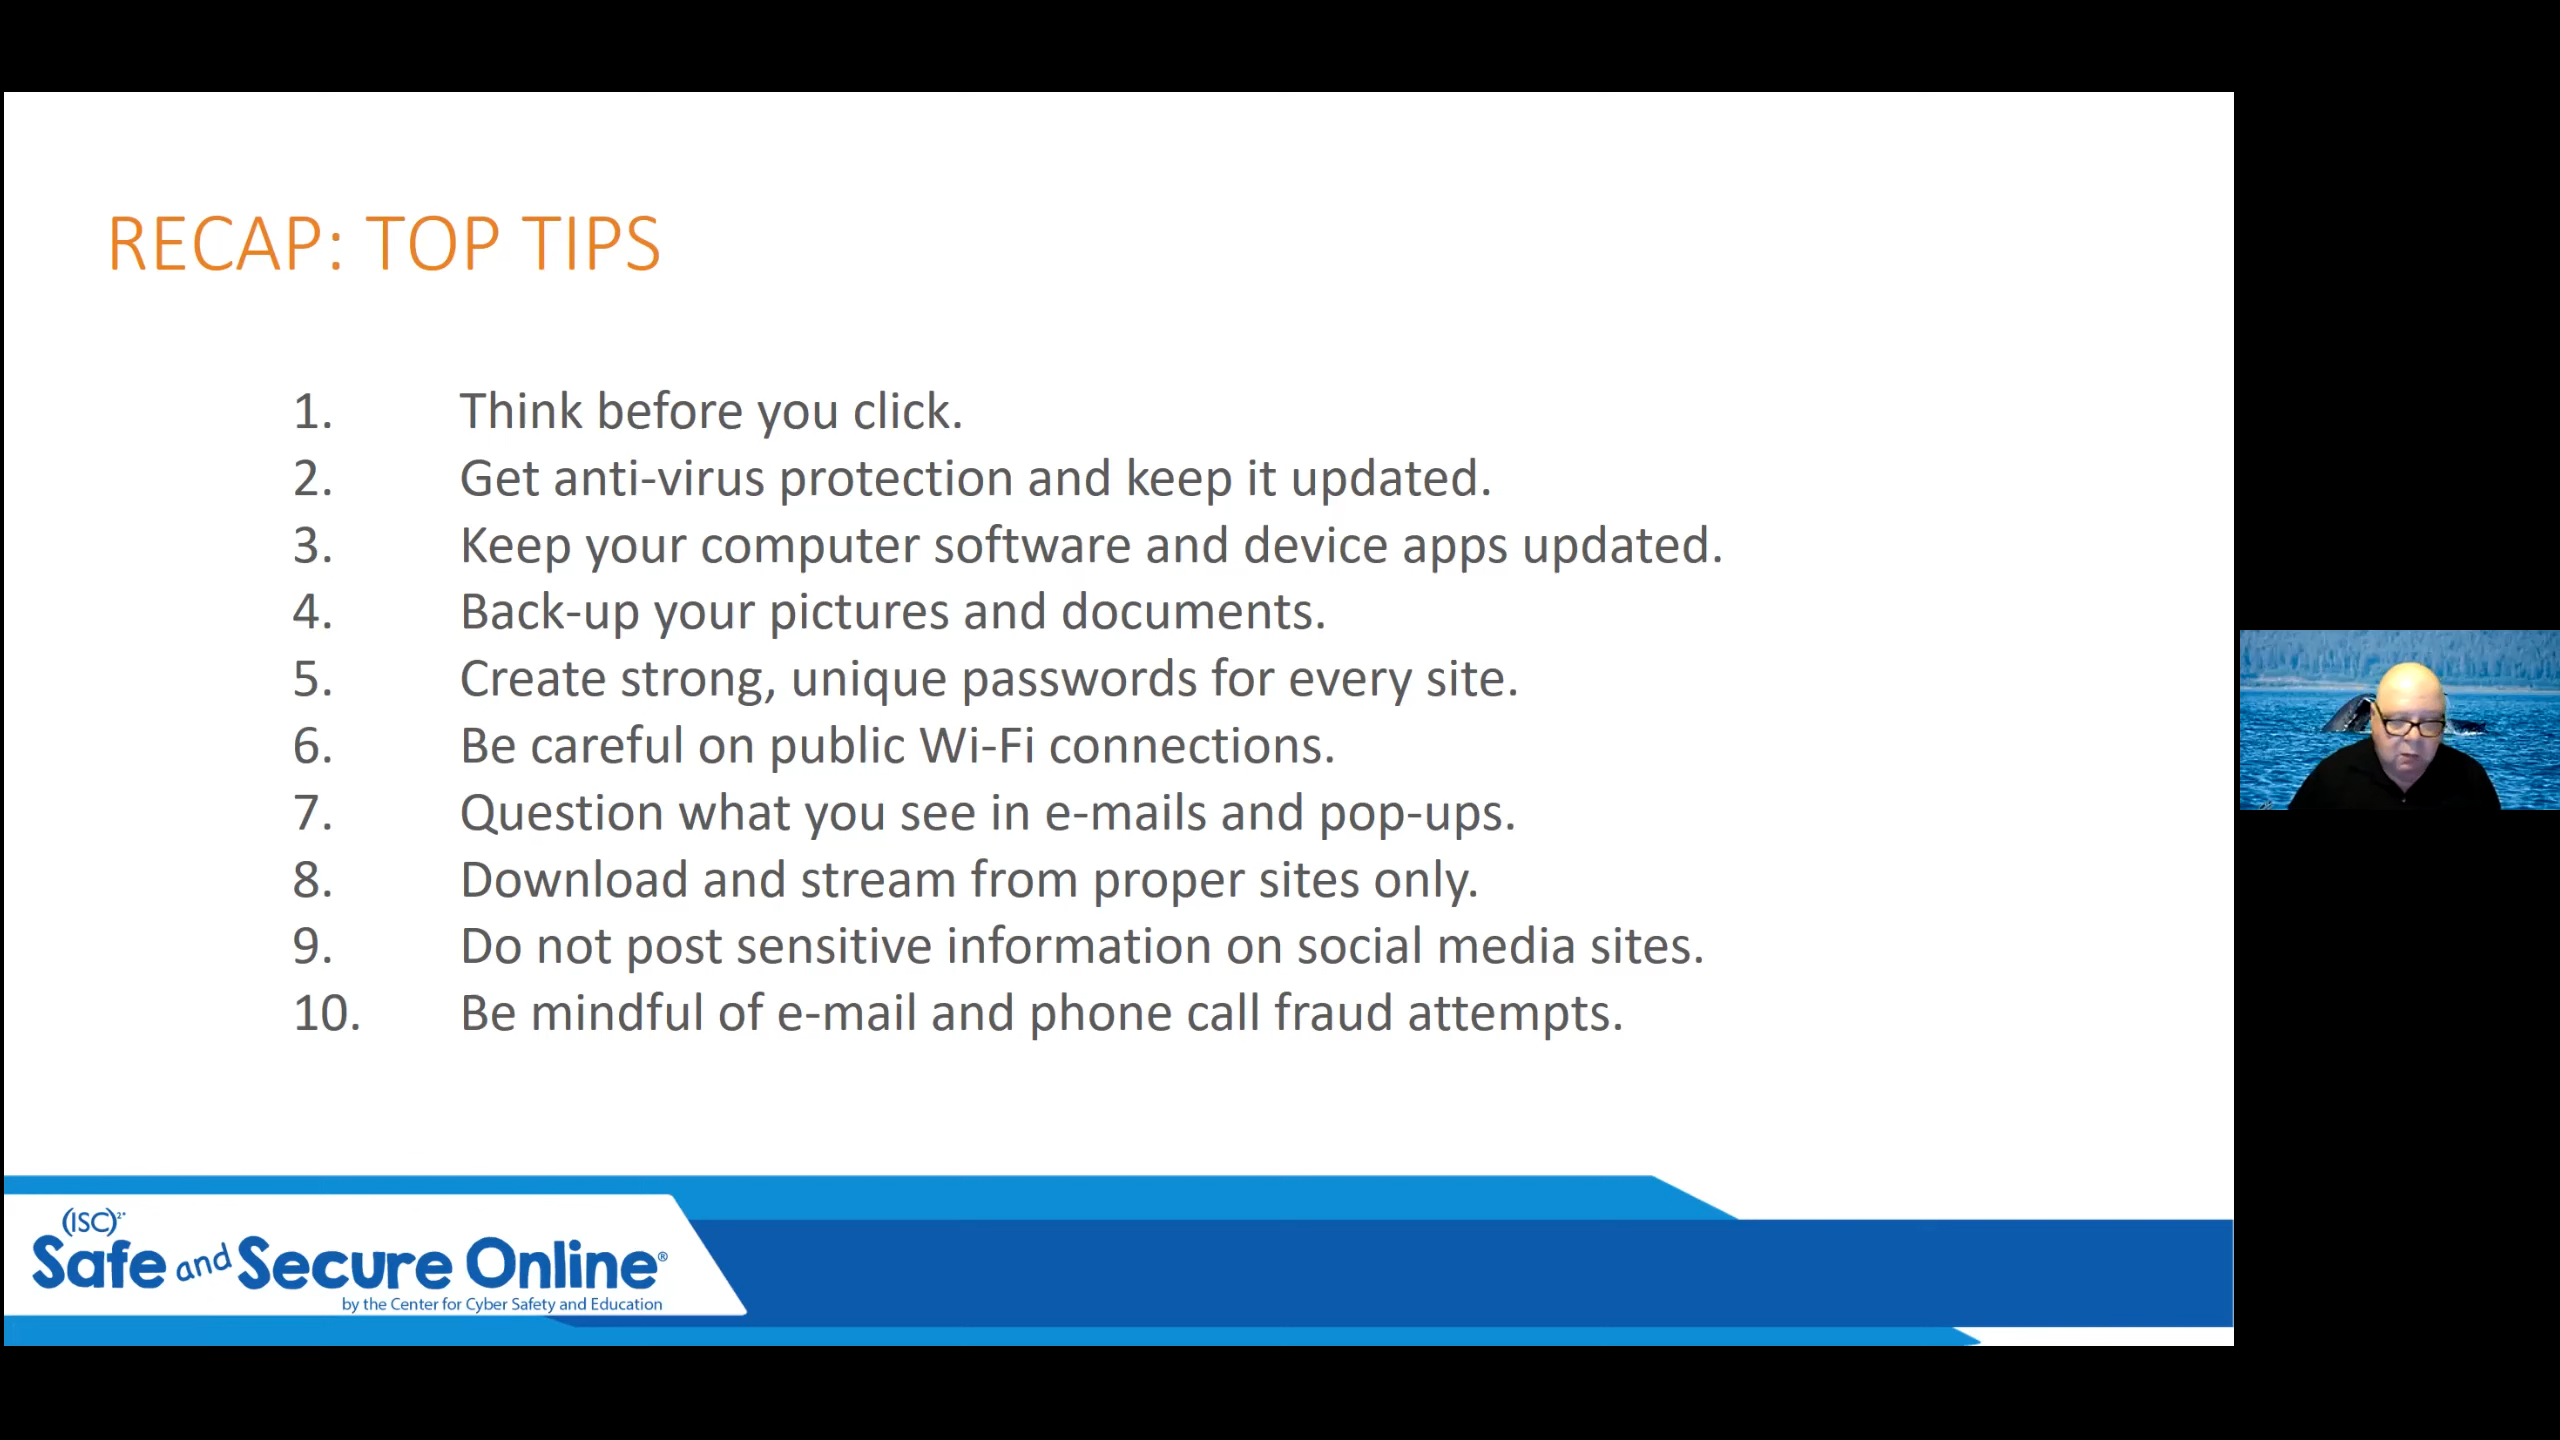 RECAP: TOP TIPS
1. Think before you click.
2. Get anti-virus protection and keep it updated.
3. Keep your computer software and device apps updated.
4. Back-up your pictures and documents.
5. Create strong, unique passwords for every site.
6. Be careful on public Wi-Fi connections.
7. Question what you see in e-mails and pop-ups.
8. Download and stream from proper sites only.
9. Do not post sensitive information on social media sites.
10. Be mindful of e-mail and phone call fraud attempts.
(ISC)²®
Safe and Secure Online®
by the Center for Cyber Safety and Education